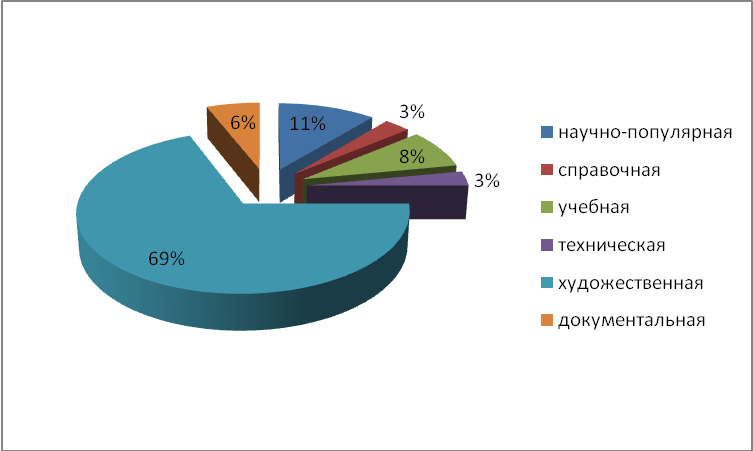 11%
3%
8%
3%
69%
6%
научно-популярная
справочная
учебная
техническая
художественная
документальная